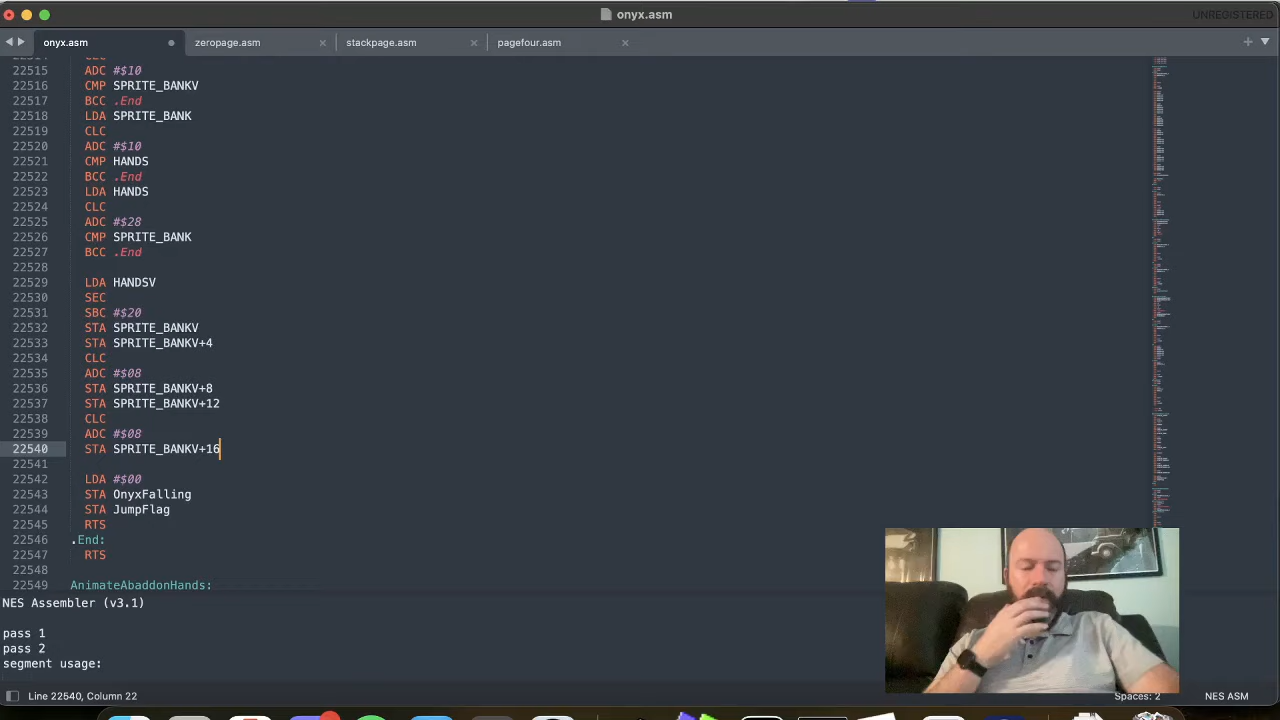 onyx.asm
UNREGISTERED
onyx.asm
zeropage.asm
stackpage.asm
pagefour.asm
22515 ADC #$10
22516 CMP SPRITE_BANKV
22517 BCC .End
22518 LDA SPRITE_BANK
22519 CLC
22520 ADC #$10
22521 CMP HANDS
22522 BCC .End
22523 LDA HANDS
22524 CLC
22525 ADC #$28
22526 CMP SPRITE_BANK
22527 BCC .End
22528
22529 LDA HANDSV
22530 SEC
22531 SBC #$20
22532 STA SPRITE_BANKV
22533 STA SPRITE_BANKV+4
22534 CLC
22535 ADC #$08
22536 STA SPRITE_BANKV+8
22537 STA SPRITE_BANKV+12
22538 CLC
22539 ADC #$08
22540 STA SPRITE_BANKV+16
22541
22542 LDA #$00
22543 STA OnyxFalling
22544 STA JumpFlag
22545 RTS
22546 .End:
22547 RTS
22548
22549 AnimateAbaddonHands:
NES Assembler (v3.1)
pass 1
pass 2
segment usage:
Line 22540, Column 22
Spaces: 2
NES ASM